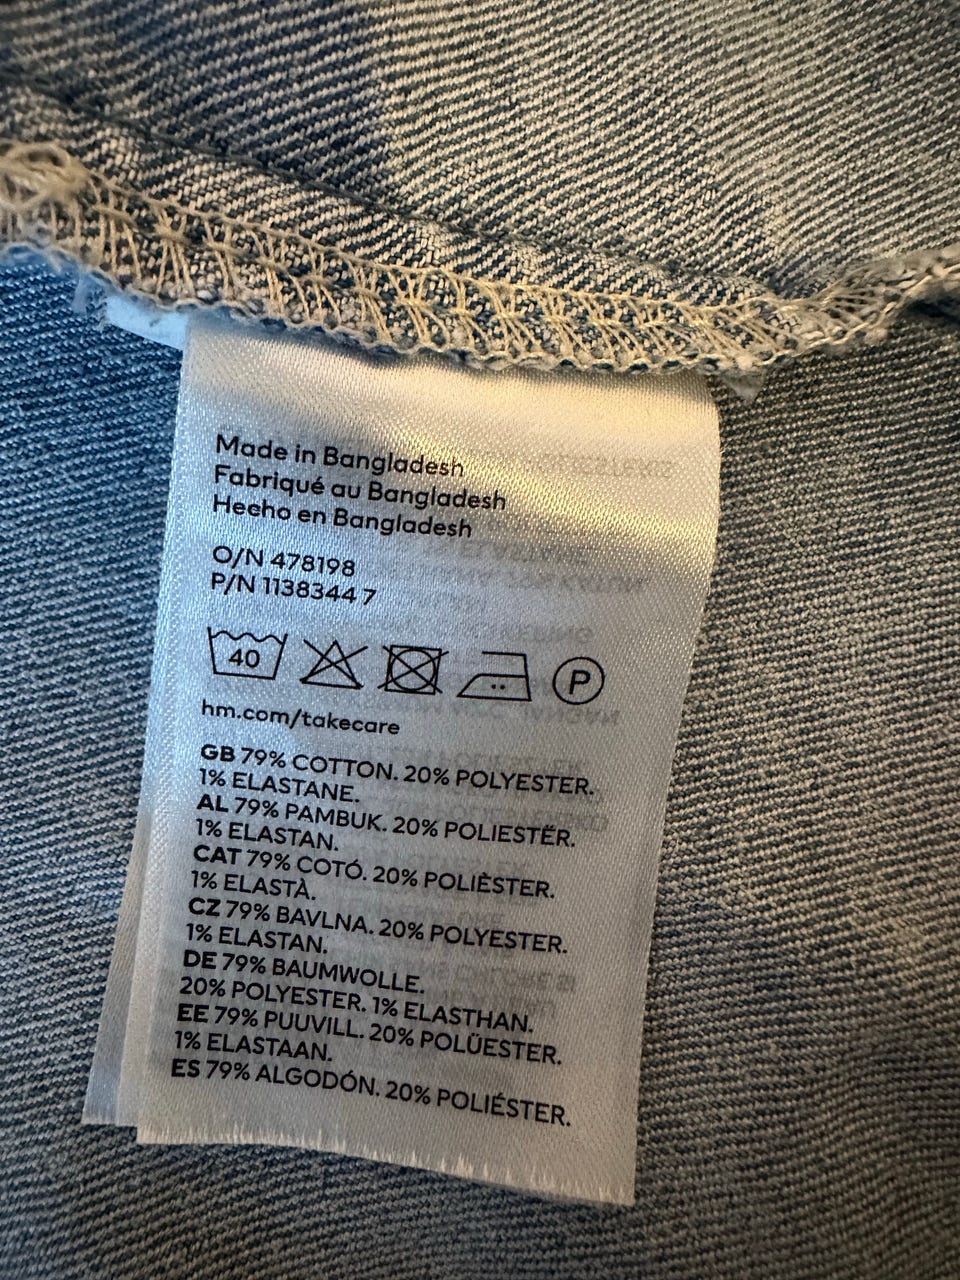 Made in Bangladesh
Fabriqué au Bangladesh
Hecho en Bangladesh
O/N 478198
P/N 1138344 7
40
P
hm.com/takecare
GB 79% COTTON. 20% POLYESTER.
1% ELASTANE.
AL 79% PAMBUK. 20% POLIESTËR.
1% ELASTAN.
CAT 79% COTÓ. 20% POLIÈSTER.
1% ELASTÀ.
CZ 79% BAVLNA. 20% POLYESTER.
1% ELASTAN.
DE 79% BAUMWOLLE.
20% POLYESTER. 1% ELASTHAN.
EE 79% PUUVILL. 20% POLÜESTER.
1% ELASTAAN.
ES 79% ALGODÓN. 20% POLIÉSTER.